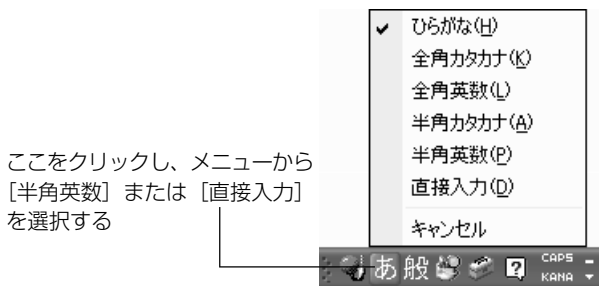 ひらがな(H)
全角カタカナ(K)
全角英数(L)
半角カタカナ(A)
半角英数(P)
直接入力(D)
キャンセル
ここをクリックし、メニューから
［半角英数］または［直接入力］
を選択する
あ 般 ? CAPS
KANA